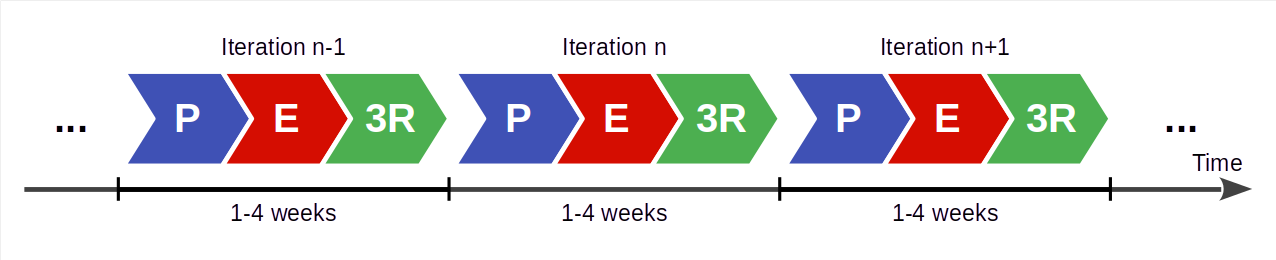 Iteration n-1 Iteration n Iteration n+1
... P E 3R P E 3R P E 3R ...
Time
1-4 weeks 1-4 weeks 1-4 weeks